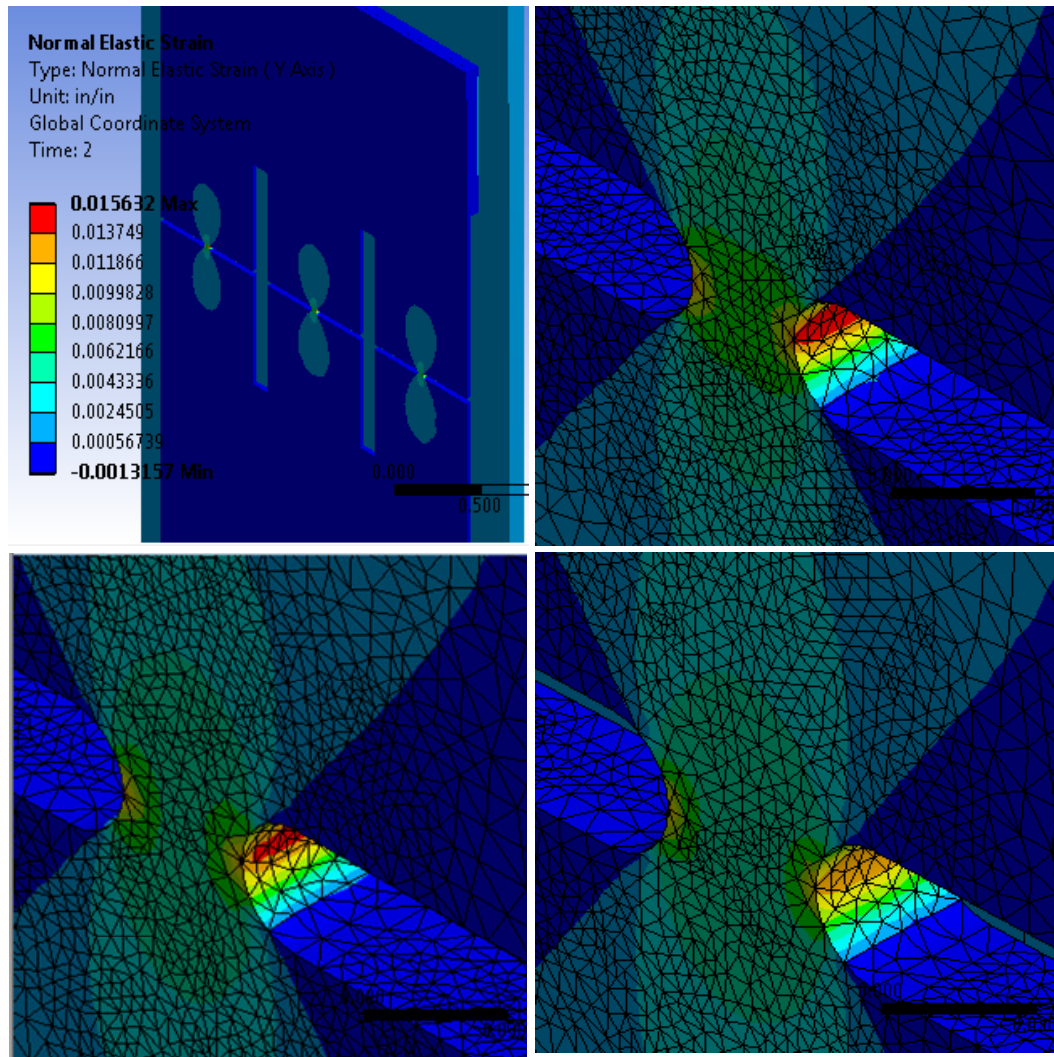 Normal Elastic Strain
Type: Normal Elastic Strain ( Y Axis )
Unit: in/in
Global Coordinate System
Time: 2
0.015632 Max
0.013749
0.011866
0.0099828
0.0080997
0.0062166
0.0043336
0.0024505
0.00056739
-0.0013157 Min
0.000
0.500